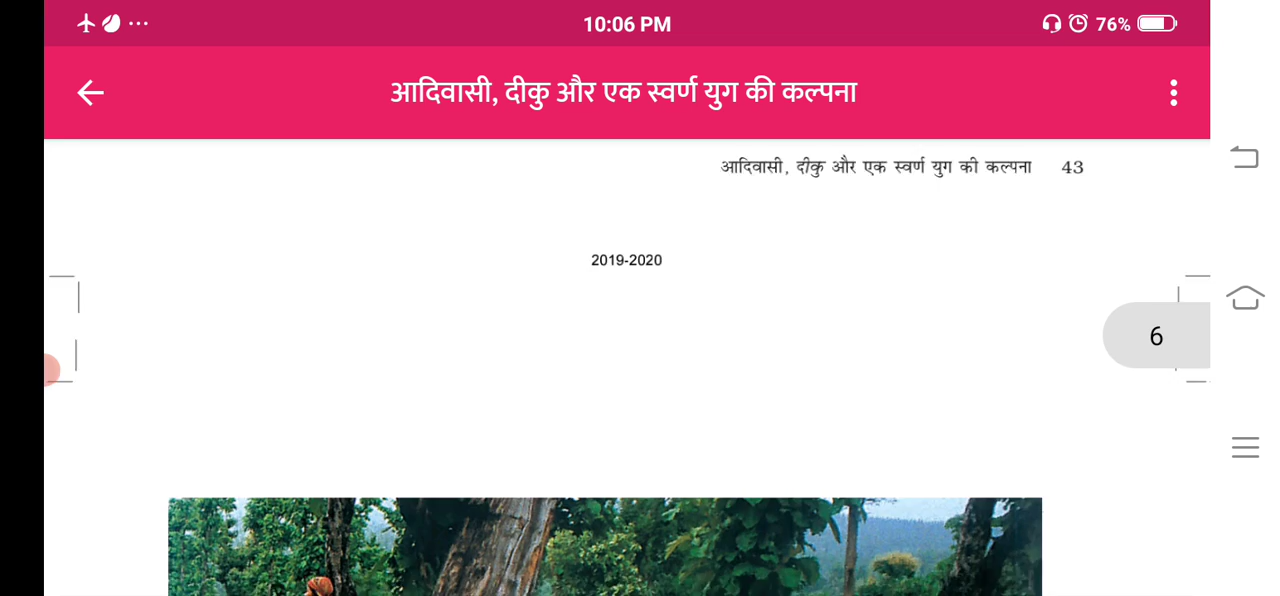 10:06 PM
76%
आदिवासी, दीकु और एक स्वर्ण युग की कल्पना
आदिवासी, दीकु और एक स्वर्ण युग की कल्पना 43
2019-2020
6